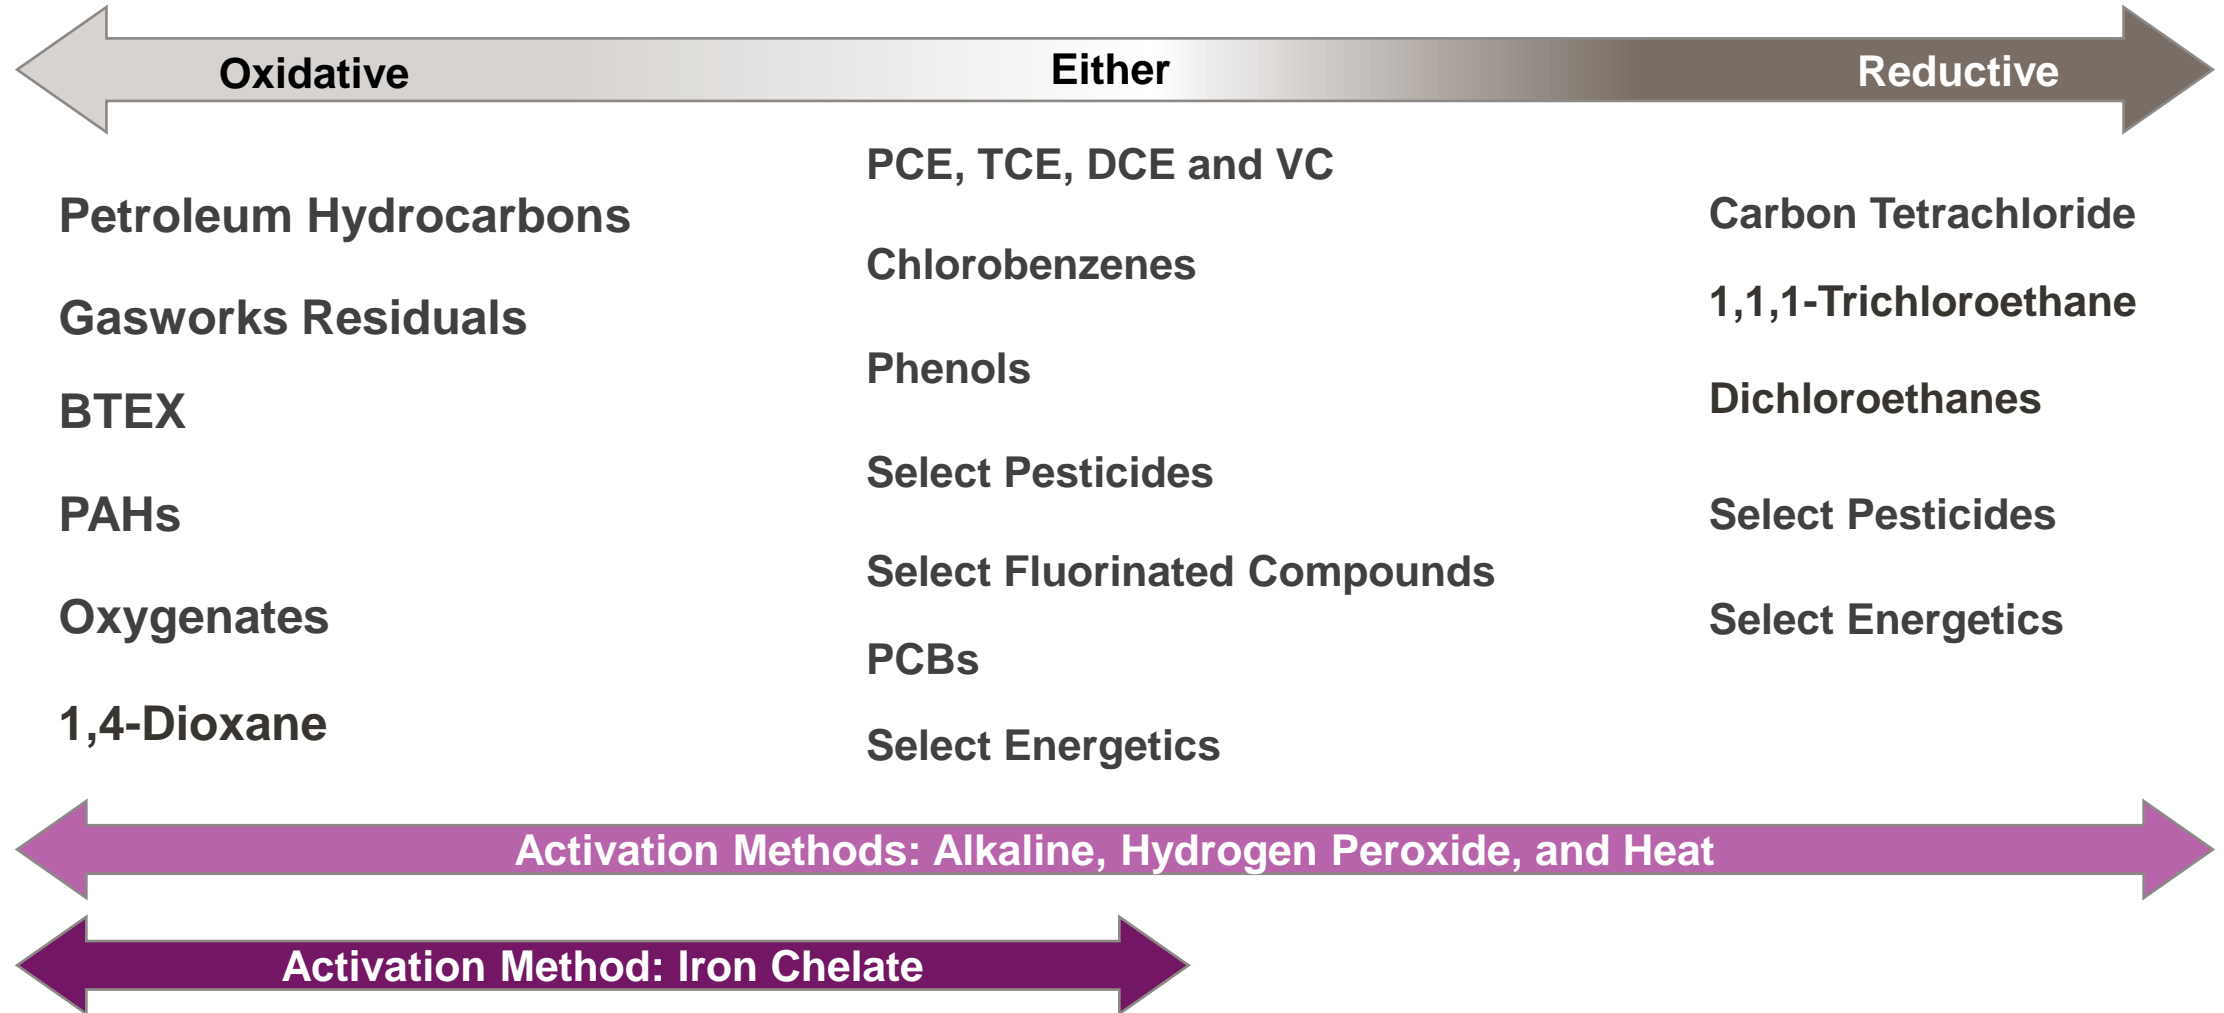 Oxidative
Either
Reductive
Petroleum Hydrocarbons
Gasworks Residuals
BTEX
PAHs
Oxygenates
1,4-Dioxane
PCE, TCE, DCE and VC
Chlorobenzenes
Phenols
Select Pesticides
Select Fluorinated Compounds
PCBs
Select Energetics
Carbon Tetrachloride
1,1,1-Trichloroethane
Dichloroethanes
Select Pesticides
Select Energetics
Activation Methods: Alkaline, Hydrogen Peroxide, and Heat
Activation Method: Iron Chelate